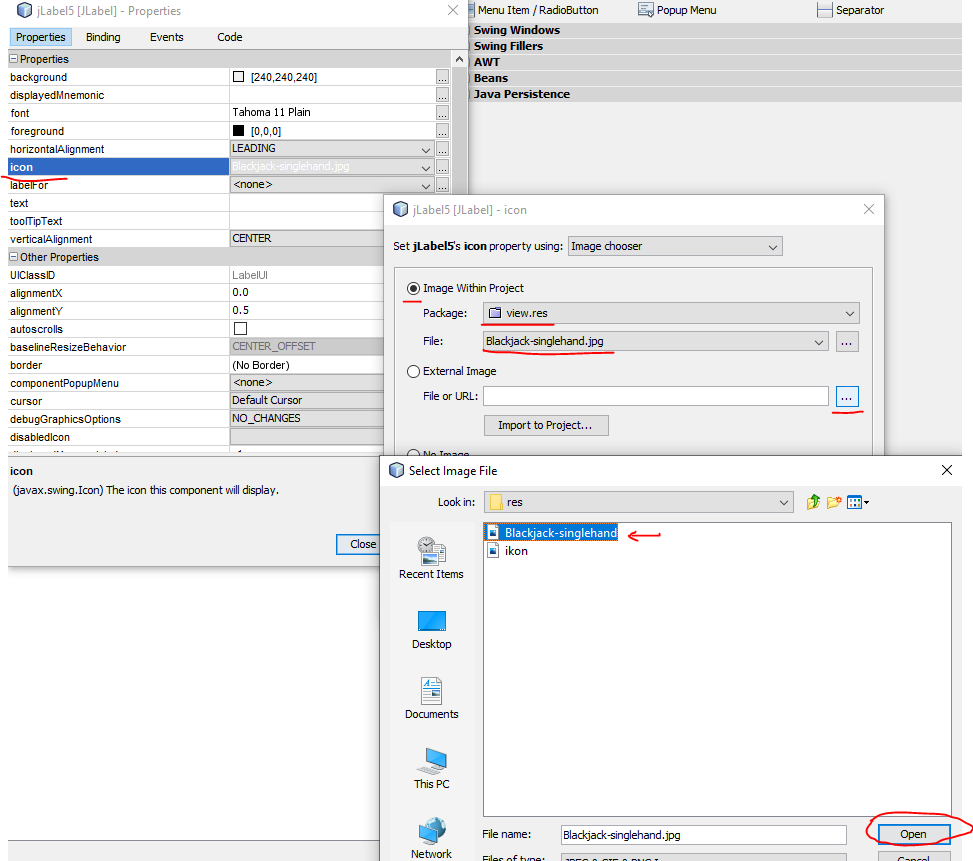 jLabel5 [JLabel] - Properties
Properties Binding Events Code
Properties
background [240,240,240] ...
displayedMnemonic ...
font Tahoma 11 Plain ...
foreground [0,0,0] ...
horizontalAlignment LEADING ...
icon Blackjack-singlehand.jpg ...
labelFor <none> ...
text
toolTipText
verticalAlignment CENTER
Other Properties
UIClassID LabelUI
alignmentX 0.0
alignmentY 0.5
autoscrolls
baselineResizeBehavior CENTER_OFFSET
border (No Border)
componentPopupMenu <none>
cursor Default Cursor
debugGraphicsOptions NO_CHANGES
disabledIcon
icon
(javax.swing.Icon) The icon this component will display.
Close
Menu Item / RadioButton Popup Menu Separator
Swing Windows
Swing Fillers
AWT
Beans
Java Persistence
jLabel5 [JLabel] - icon
Set jLabel5's icon property using: Image chooser
Image Within Project
Package: view.res
File: Blackjack-singlehand.jpg ...
External Image
File or URL: ...
Import to Project...
No Image
Select Image File
Look in: res
Recent Items
Desktop
Documents
This PC
Network
Blackjack-singlehand
ikon
File name: Blackjack-singlehand.jpg Open
Files of type: Cancel